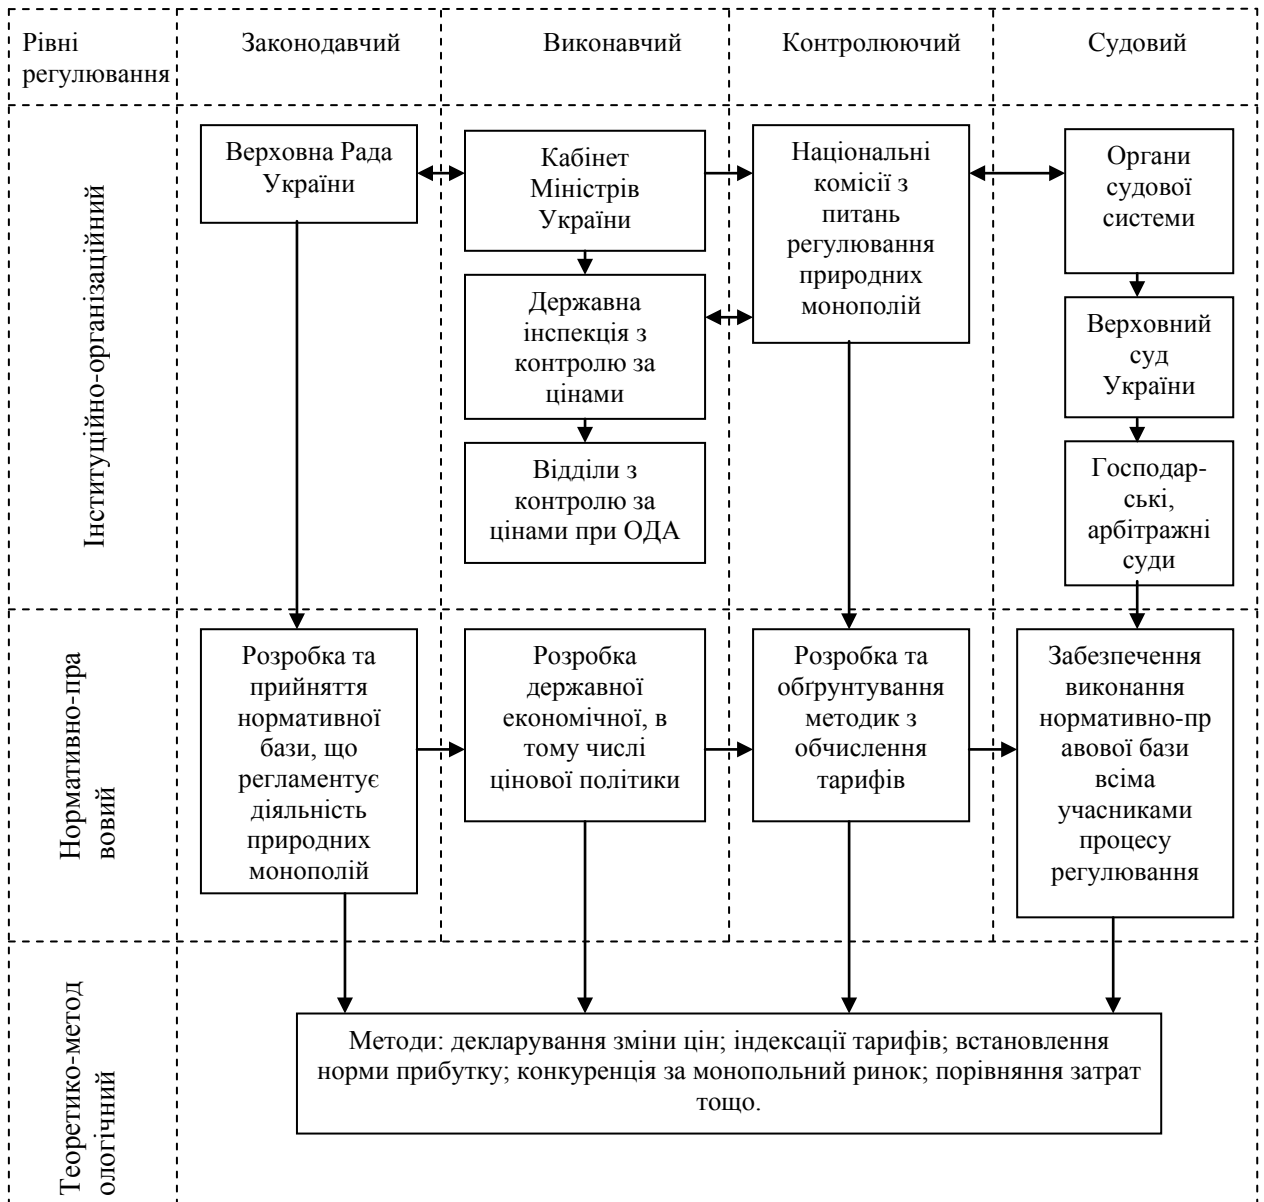 Рівні
регулювання
Законодавчий
Виконавчий
Контролюючий
Судовий
Інституційно-організаційний
Верховна Рада
України
Кабінет
Міністрів
України
Національні
комісії з
питань
регулювання
природних
монополій
Органи
судової
системи
Державна
інспекція з
контролю за
цінами
Верховний
суд
України
Відділи з
контролю за
цінами при ОДА
Господар-
ські,
арбітражні
суди
Нормативно-пра
вовий
Розробка та
прийняття
нормативної
бази, що
регламентує
діяльність
природних
монополій
Розробка
державної
економічної, в
тому числі
цінової політики
Розробка та
обґрунтування
методик з
обчислення
тарифів
Забезпечення
виконання
нормативно-пр
авової бази
всіма
учасниками
процесу
регулювання
Теоретико-метод
ологічний
Методи: декларування зміни цін; індексації тарифів; встановлення
норми прибутку; конкуренція за монопольний ринок; порівняння затрат
тощо.